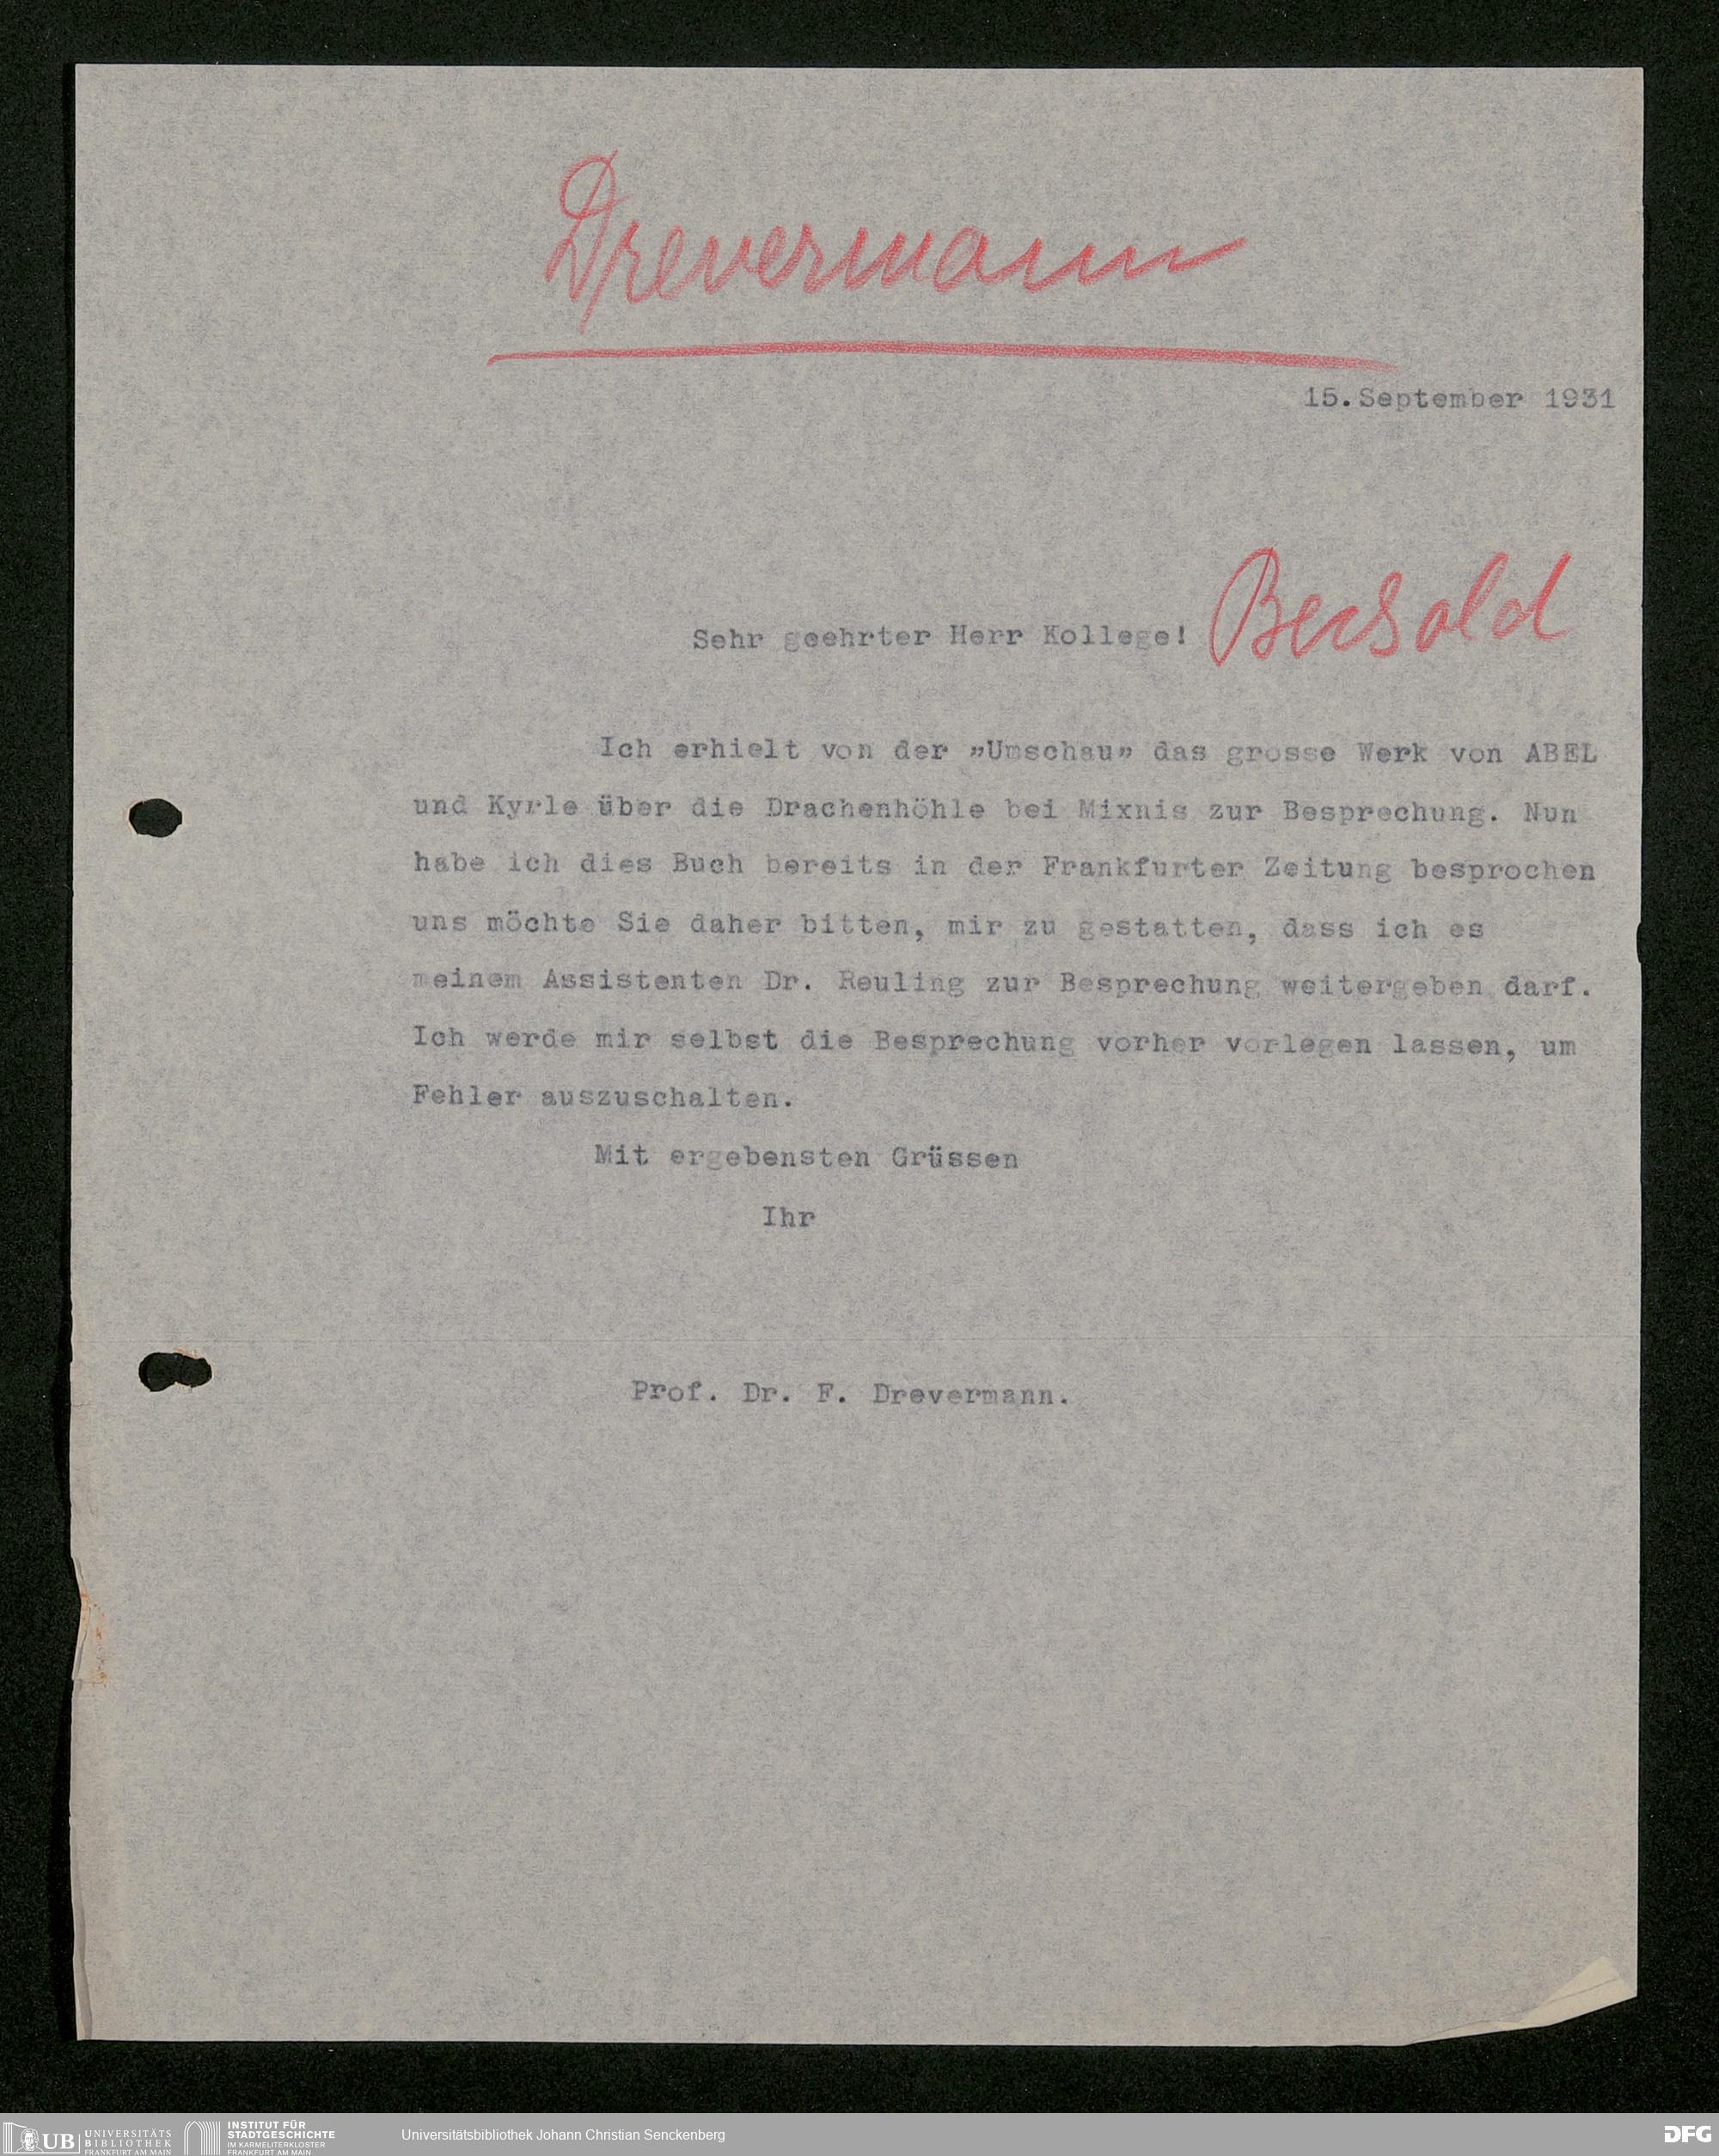 Drevermann
15.September 1931
Sehr geehrter Herr Kollege!
Ich erhielt von der "Umschau" das grosse Werk von ABEL
und Kyrle über die Drachenhöhle bei Mixnis zur Besprechung. Nun
habe ich dies Buch bereits in der Frankfurter Zeitung besprochen
uns möchte Sie daher bitten, mir zu gestatten, dass ich es
meinem Assistenten Dr. Reuling zur Besprechung weitergeben darf.
Ich werde mir selbst die Besprechung vorher vorlegen lassen, um
Fehler auszuschalten.
Mit ergebensten Grüssen
Ihr
Prof. Dr. F. Drevermann.
UB UNIVERSITÄTS
BIBLIOTHEK
FRANKFURT AM MAIN
INSTITUT FÜR
STADTGESCHICHTE
IM KARMELITERKLOSTER
FRANKFURT AM MAIN
Universitätsbibliothek Johann Christian Senckenberg
DFG